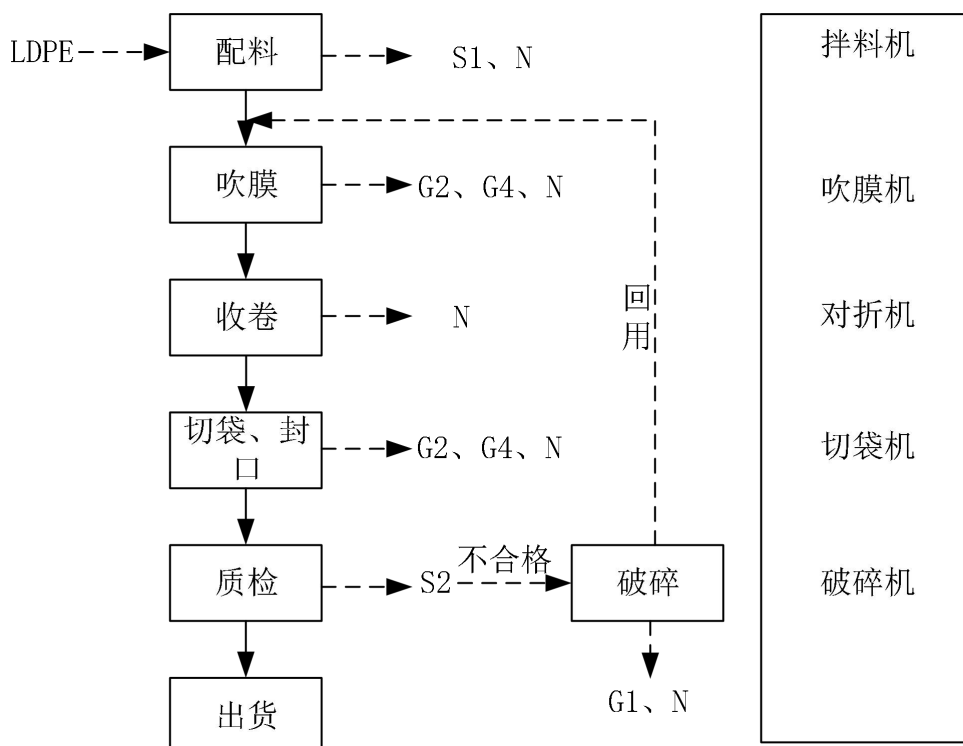 LDPE
配料
S1、N
拌料机
吹膜
G2、G4、N
吹膜机
收卷
N
回
用
对折机
切袋、封
口
G2、G4、N
切袋机
质检
S2
不合格
破碎
破碎机
G1、N
出货